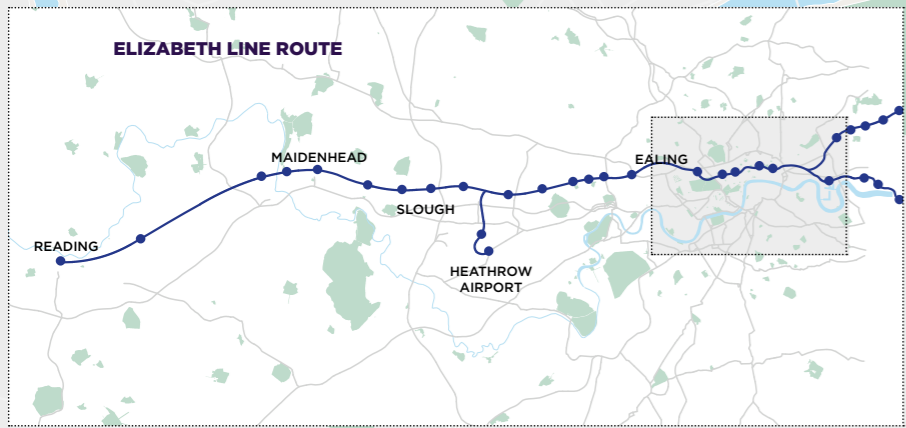 ELIZABETH LINE ROUTE
MAIDENHEAD
EALING
SLOUGH
READING
HEATHROW
AIRPORT